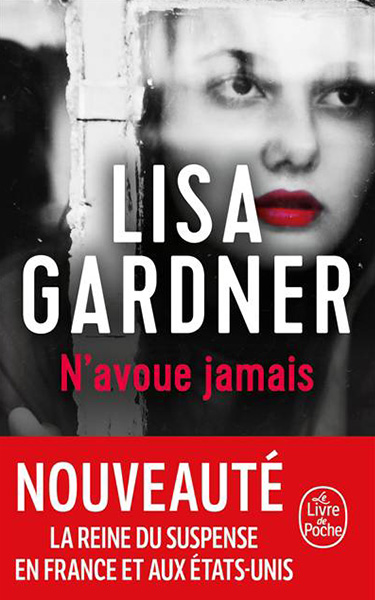 LISA
GARDNER
N'avoue jamais
NOUVEAUTÉ
LA REINE DU SUSPENSE
EN FRANCE ET AUX ÉTATS-UNIS
Le
Livre
de
Poche